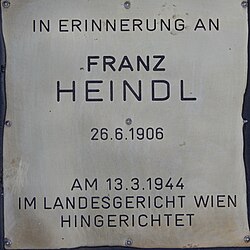 IN ERINNERUNG AN
FRANZ
HEINDL
26.6.1906
AM 13.3.1944
IM LANDESGERICHT WIEN
HINGERICHTET